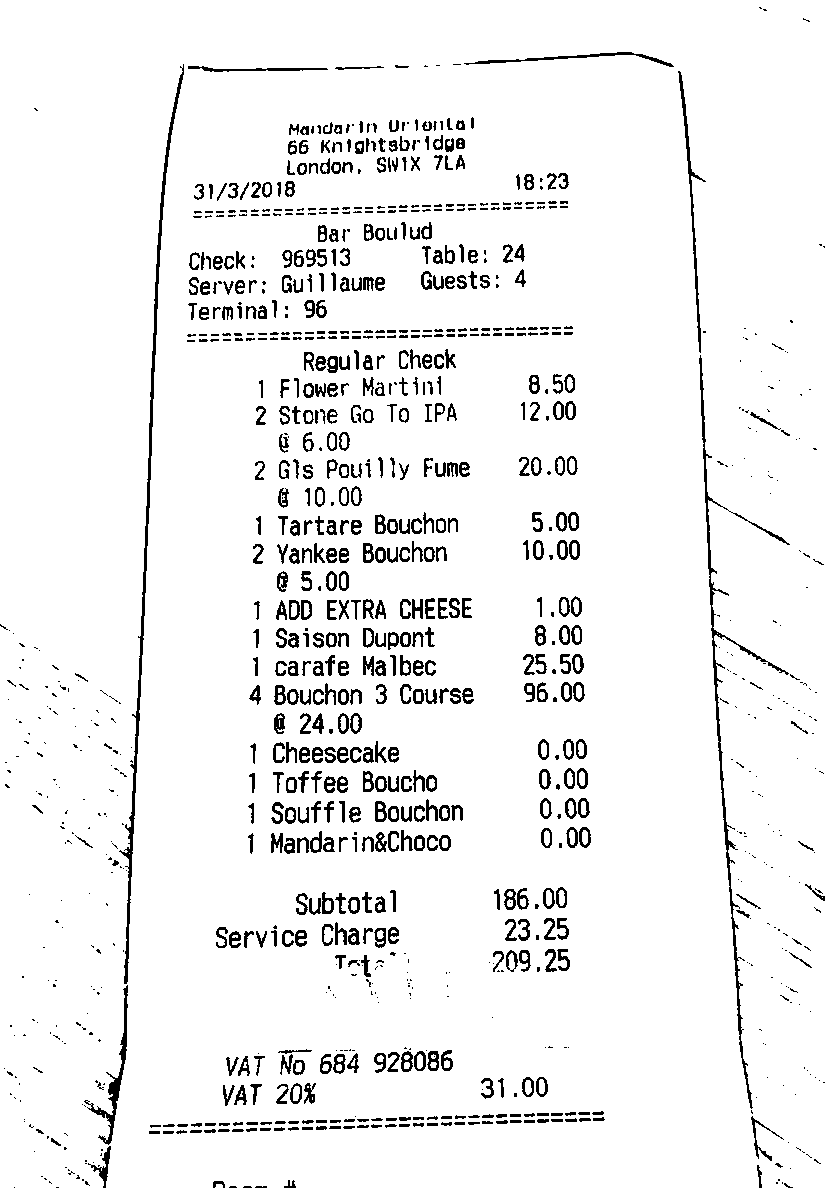 Mandarin Oriental
66 Knightsbridge
London, SW1X 7LA
31/3/2018 18:23
=================================
Bar Boulud
Check: 969513 Table: 24
Server: Guillaume Guests: 4
Terminal: 96
=================================
Regular Check
1 Flower Martini 8.50
2 Stone Go To IPA 12.00
@ 6.00
2 Gls Pouilly Fume 20.00
@ 10.00
1 Tartare Bouchon 5.00
2 Yankee Bouchon 10.00
@ 5.00
1 ADD EXTRA CHEESE 1.00
1 Saison Dupont 8.00
1 carafe Malbec 25.50
4 Bouchon 3 Course 96.00
@ 24.00
1 Cheesecake 0.00
1 Toffee Boucho 0.00
1 Souffle Bouchon 0.00
1 Mandarin&Choco 0.00
Subtotal 186.00
Service Charge 23.25
Total 209.25
VAT No 684 928086
VAT 20% 31.00
=================================
Room #